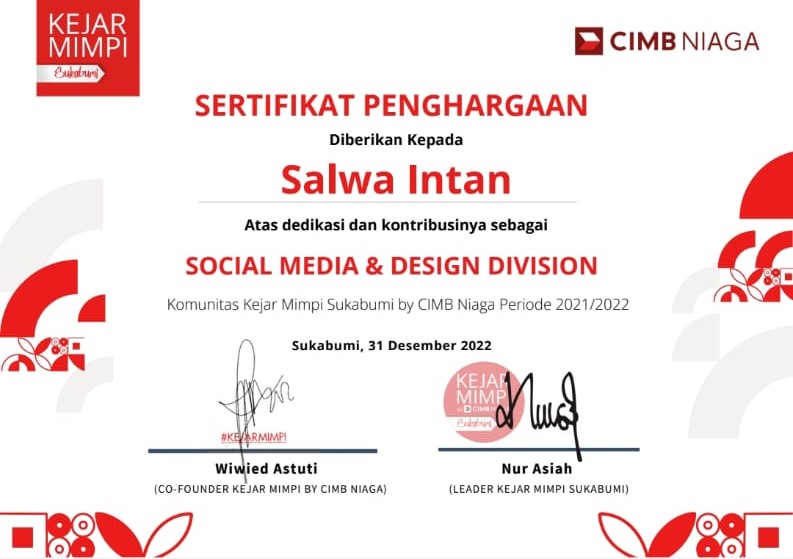 KEJAR
MIMPI
Sukabumi
CIMB NIAGA
SERTIFIKAT PENGHARGAAN
Diberikan Kepada
Salwa Intan
Atas dedikasi dan kontribusinya sebagai
SOCIAL MEDIA & DESIGN DIVISION
Komunitas Kejar Mimpi Sukabumi by CIMB Niaga Periode 2021/2022
Sukabumi, 31 Desember 2022
#KEJARMIMPI
KEJAR
MIMPI
CIMB
Sukabumi
Wiwied Astuti
(CO-FOUNDER KEJAR MIMPI BY CIMB NIAGA)
Nur Asiah
(LEADER KEJAR MIMPI SUKABUMI)